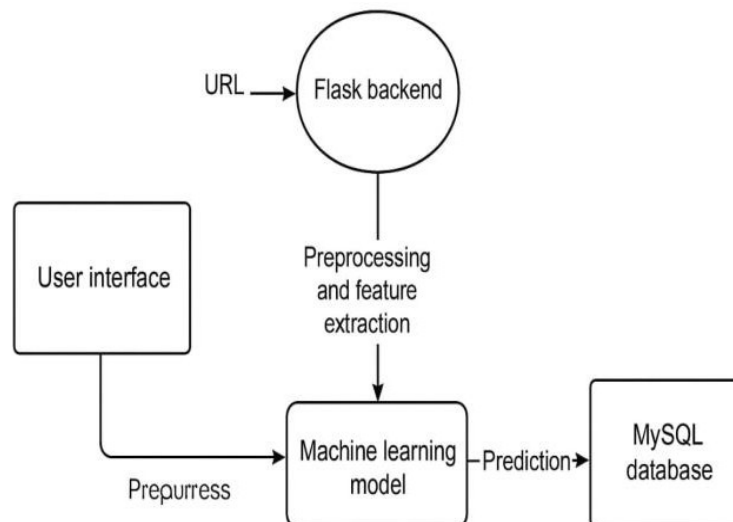 URL
Flask backend
User interface
Preprocessing
and feature
extraction
Machine learning
model
Prediction
MySQL
database
Prepurress